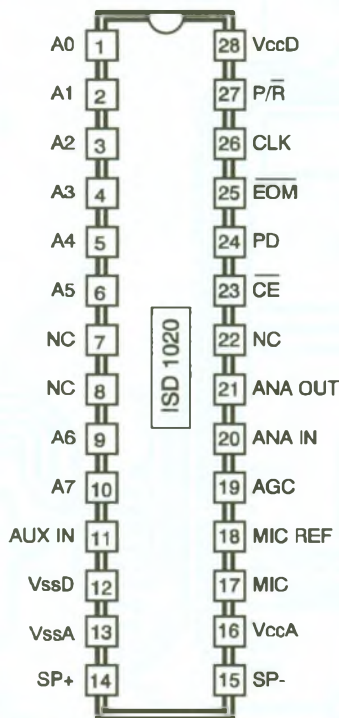 A0 1 28 VccD
A1 2 27 P/R̅
A2 3 26 CLK
A3 4 25 E̅O̅M̅
A4 5 24 PD
A5 6 23 C̅E̅
NC 7 22 NC
NC 8 21 ANA OUT
A6 9 20 ANA IN
A7 10 19 AGC
AUX IN 11 18 MIC REF
VssD 12 17 MIC
VssA 13 16 VccA
SP+ 14 15 SP-
ISD 1020